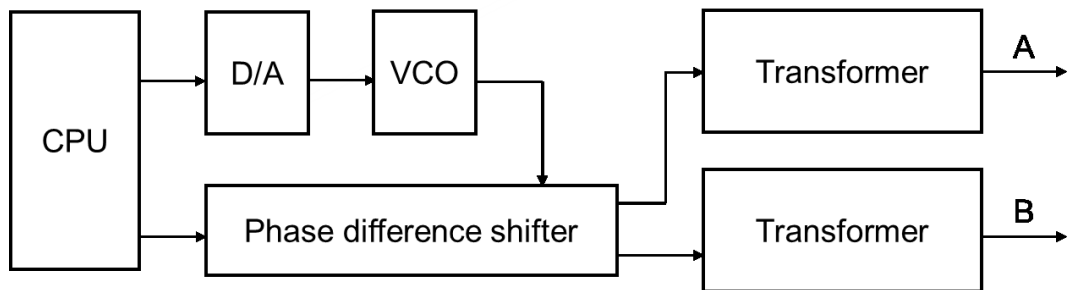 CPU
D/A
VCO
Phase difference shifter
Transformer
A
Transformer
B